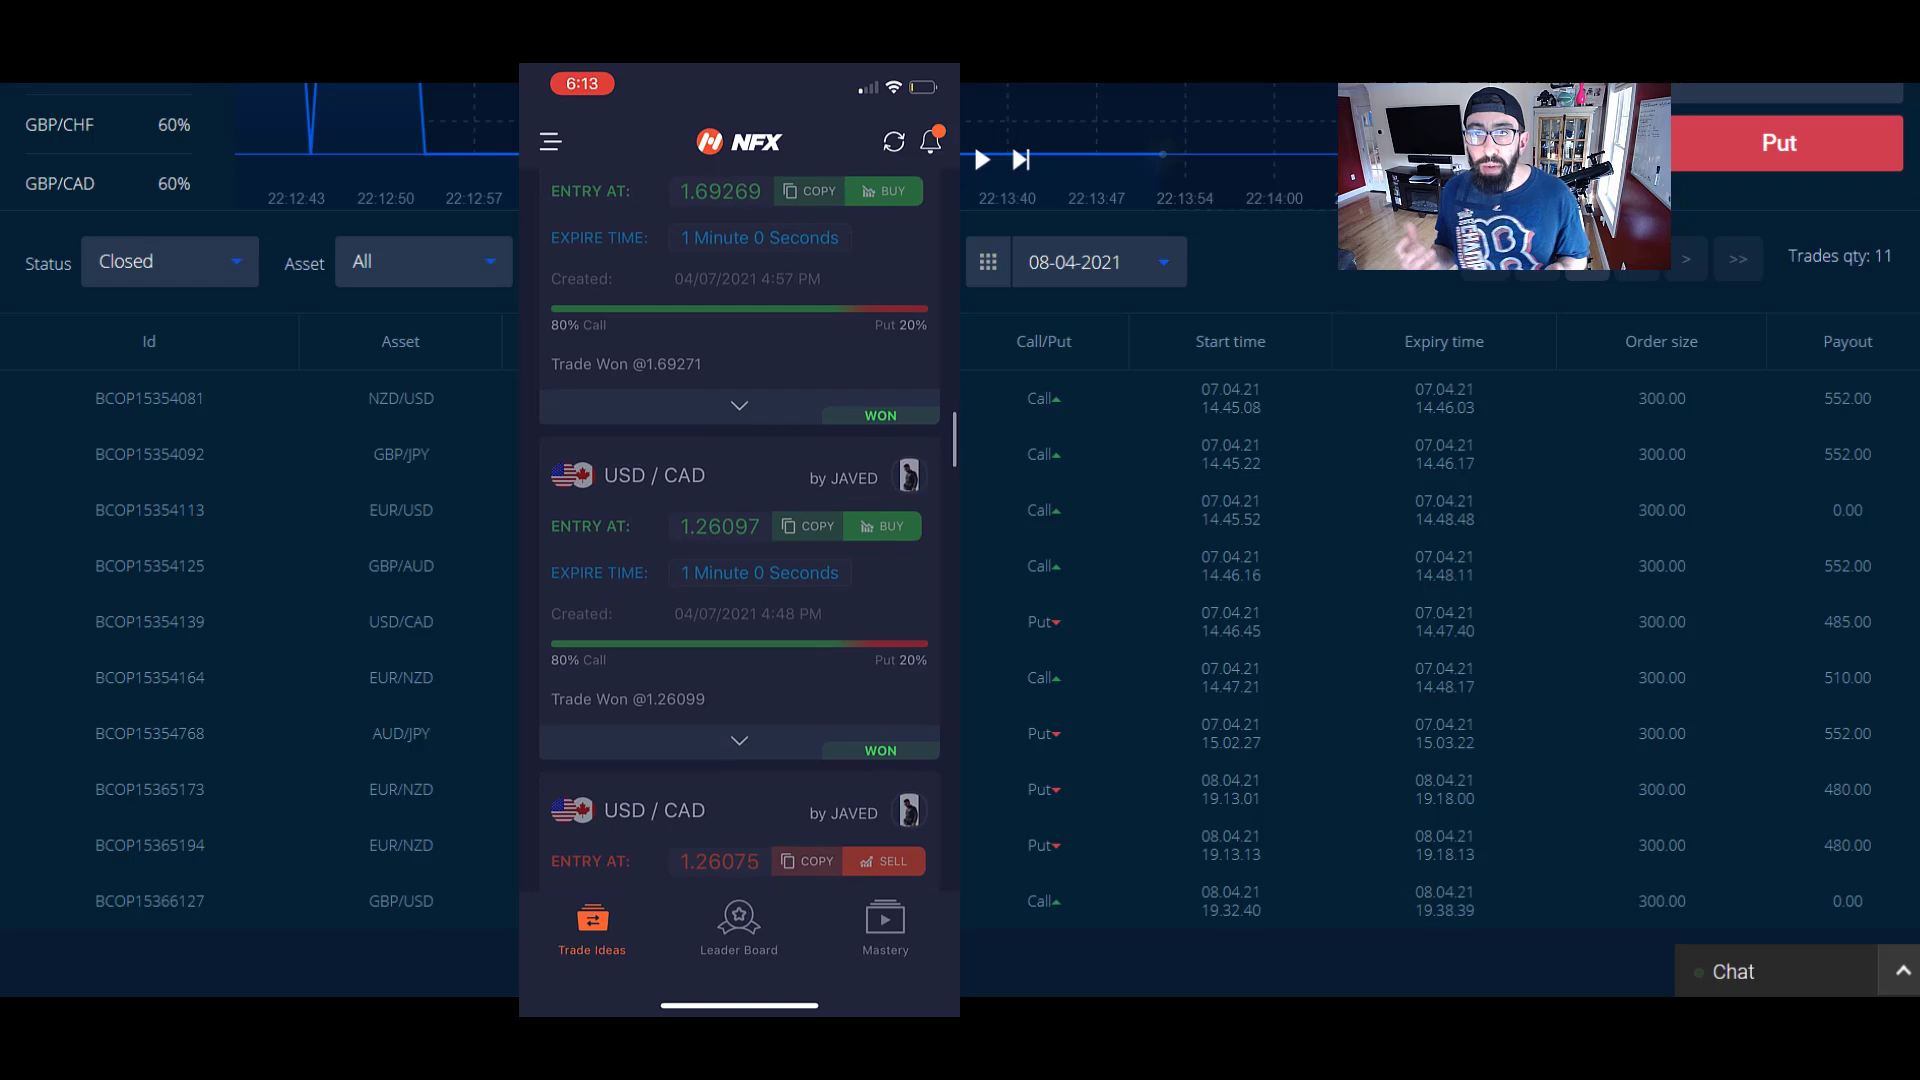 GBP/CHF 60%
GBP/CAD 60%
22:12:43 22:12:50 22:12:57
Status Closed Asset All
Id Asset
BCOP15354081 NZD/USD
BCOP15354092 GBP/JPY
BCOP15354113 EUR/USD
BCOP15354125 GBP/AUD
BCOP15354139 USD/CAD
BCOP15354164 EUR/NZD
BCOP15354768 AUD/JPY
BCOP15365173 EUR/NZD
BCOP15365194 EUR/NZD
BCOP15366127 GBP/USD
6:13
NFX
ENTRY AT: 1.69269 COPY BUY
EXPIRE TIME: 1 Minute 0 Seconds
Created: 04/07/2021 4:57 PM
80% Call Put 20%
Trade Won @1.69271
WON
USD / CAD by JAVED
ENTRY AT: 1.26097 COPY BUY
EXPIRE TIME: 1 Minute 0 Seconds
Created: 04/07/2021 4:48 PM
80% Call Put 20%
Trade Won @1.26099
WON
USD / CAD by JAVED
ENTRY AT: 1.26075 COPY SELL
Trade Ideas Leader Board Mastery
Put
22:13:40 22:13:47 22:13:54 22:14:00
B
08-04-2021 > >> Trades qty: 11
Call/Put Start time Expiry time Order size Payout
Call 07.04.21 14.45.08 07.04.21 14.46.03 300.00 552.00
Call 07.04.21 14.45.22 07.04.21 14.46.17 300.00 552.00
Call 07.04.21 14.45.52 07.04.21 14.48.48 300.00 0.00
Call 07.04.21 14.46.16 07.04.21 14.48.11 300.00 552.00
Put 07.04.21 14.46.45 07.04.21 14.47.40 300.00 485.00
Call 07.04.21 14.47.21 07.04.21 14.48.17 300.00 510.00
Put 07.04.21 15.02.27 07.04.21 15.03.22 300.00 552.00
Put 08.04.21 19.13.01 08.04.21 19.18.00 300.00 480.00
Put 08.04.21 19.13.13 08.04.21 19.18.13 300.00 480.00
Call 08.04.21 19.32.40 08.04.21 19.38.39 300.00 0.00
Chat